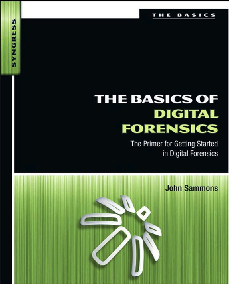 THE BASICS
SYNGRESS
THE BASICS OF
DIGITAL
FORENSICS
The Primer for Getting Started
in Digital Forensics
John Sammons